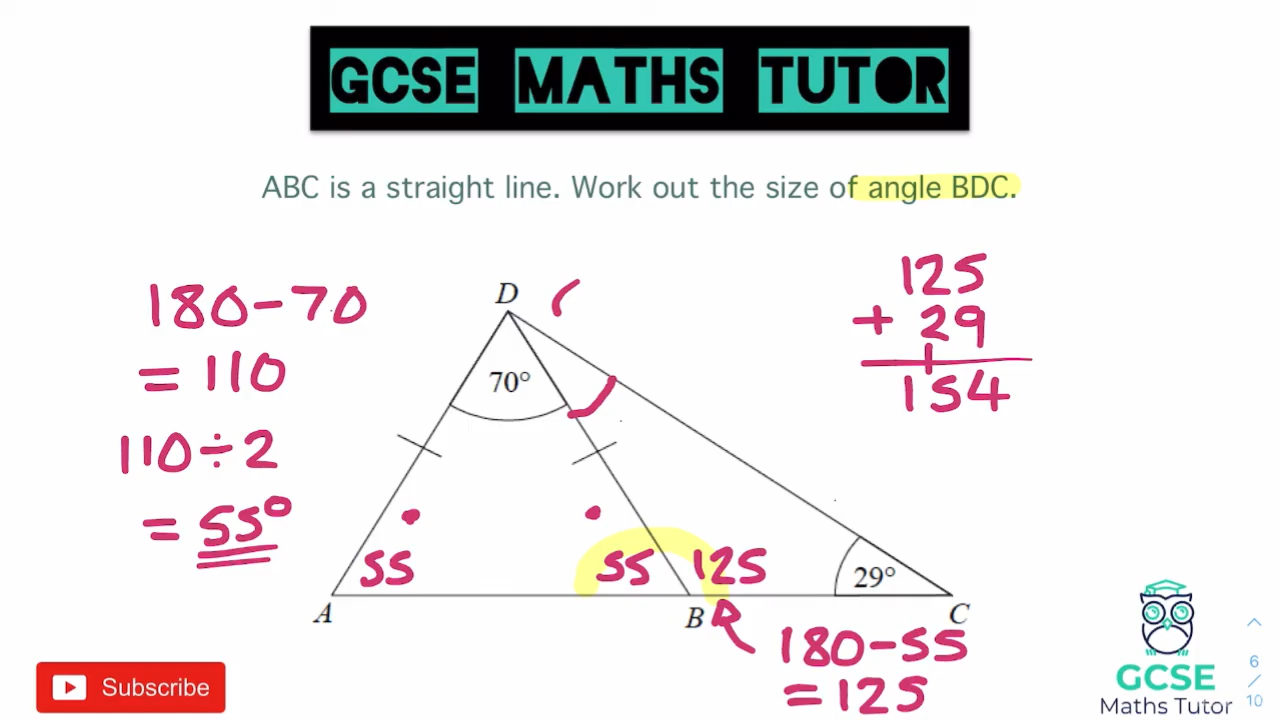 GCSE MATHS TUTOR
ABC is a straight line. Work out the size of angle BDC.
180-70
=110
110÷2
=55°
D
70°
55
55
125
29°
A
B
C
180-55
=125
125
+ 29
1
154
Subscribe
GCSE
Maths Tutor
6
/
10